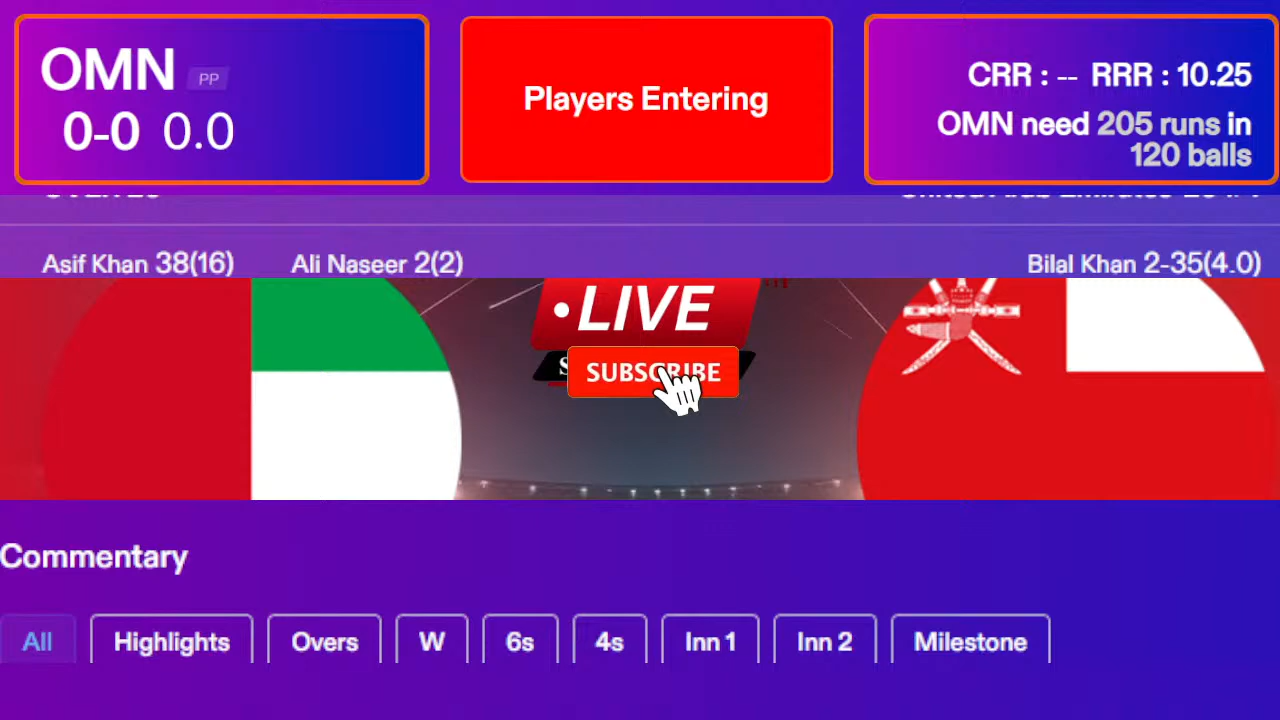 OMN PP
0-0 0.0
Players Entering
CRR : -- RRR : 10.25
OMN need 205 runs in
120 balls
Asif Khan 38(16) Ali Naseer 2(2) Bilal Khan 2-35(4.0)
•LIVE
SUBSCRIBE
Commentary
All Highlights Overs W 6s 4s Inn 1 Inn 2 Milestone